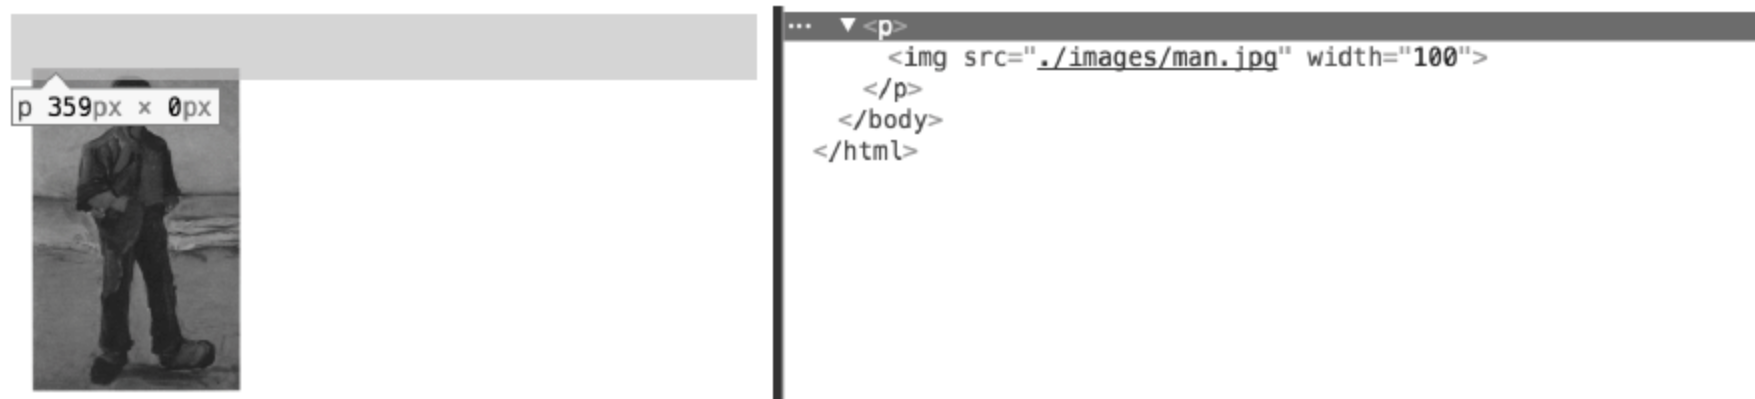 p 359px × 0px
··· ▼ <p>
<img src="./images/man.jpg" width="100">
</p>
</body>
</html>